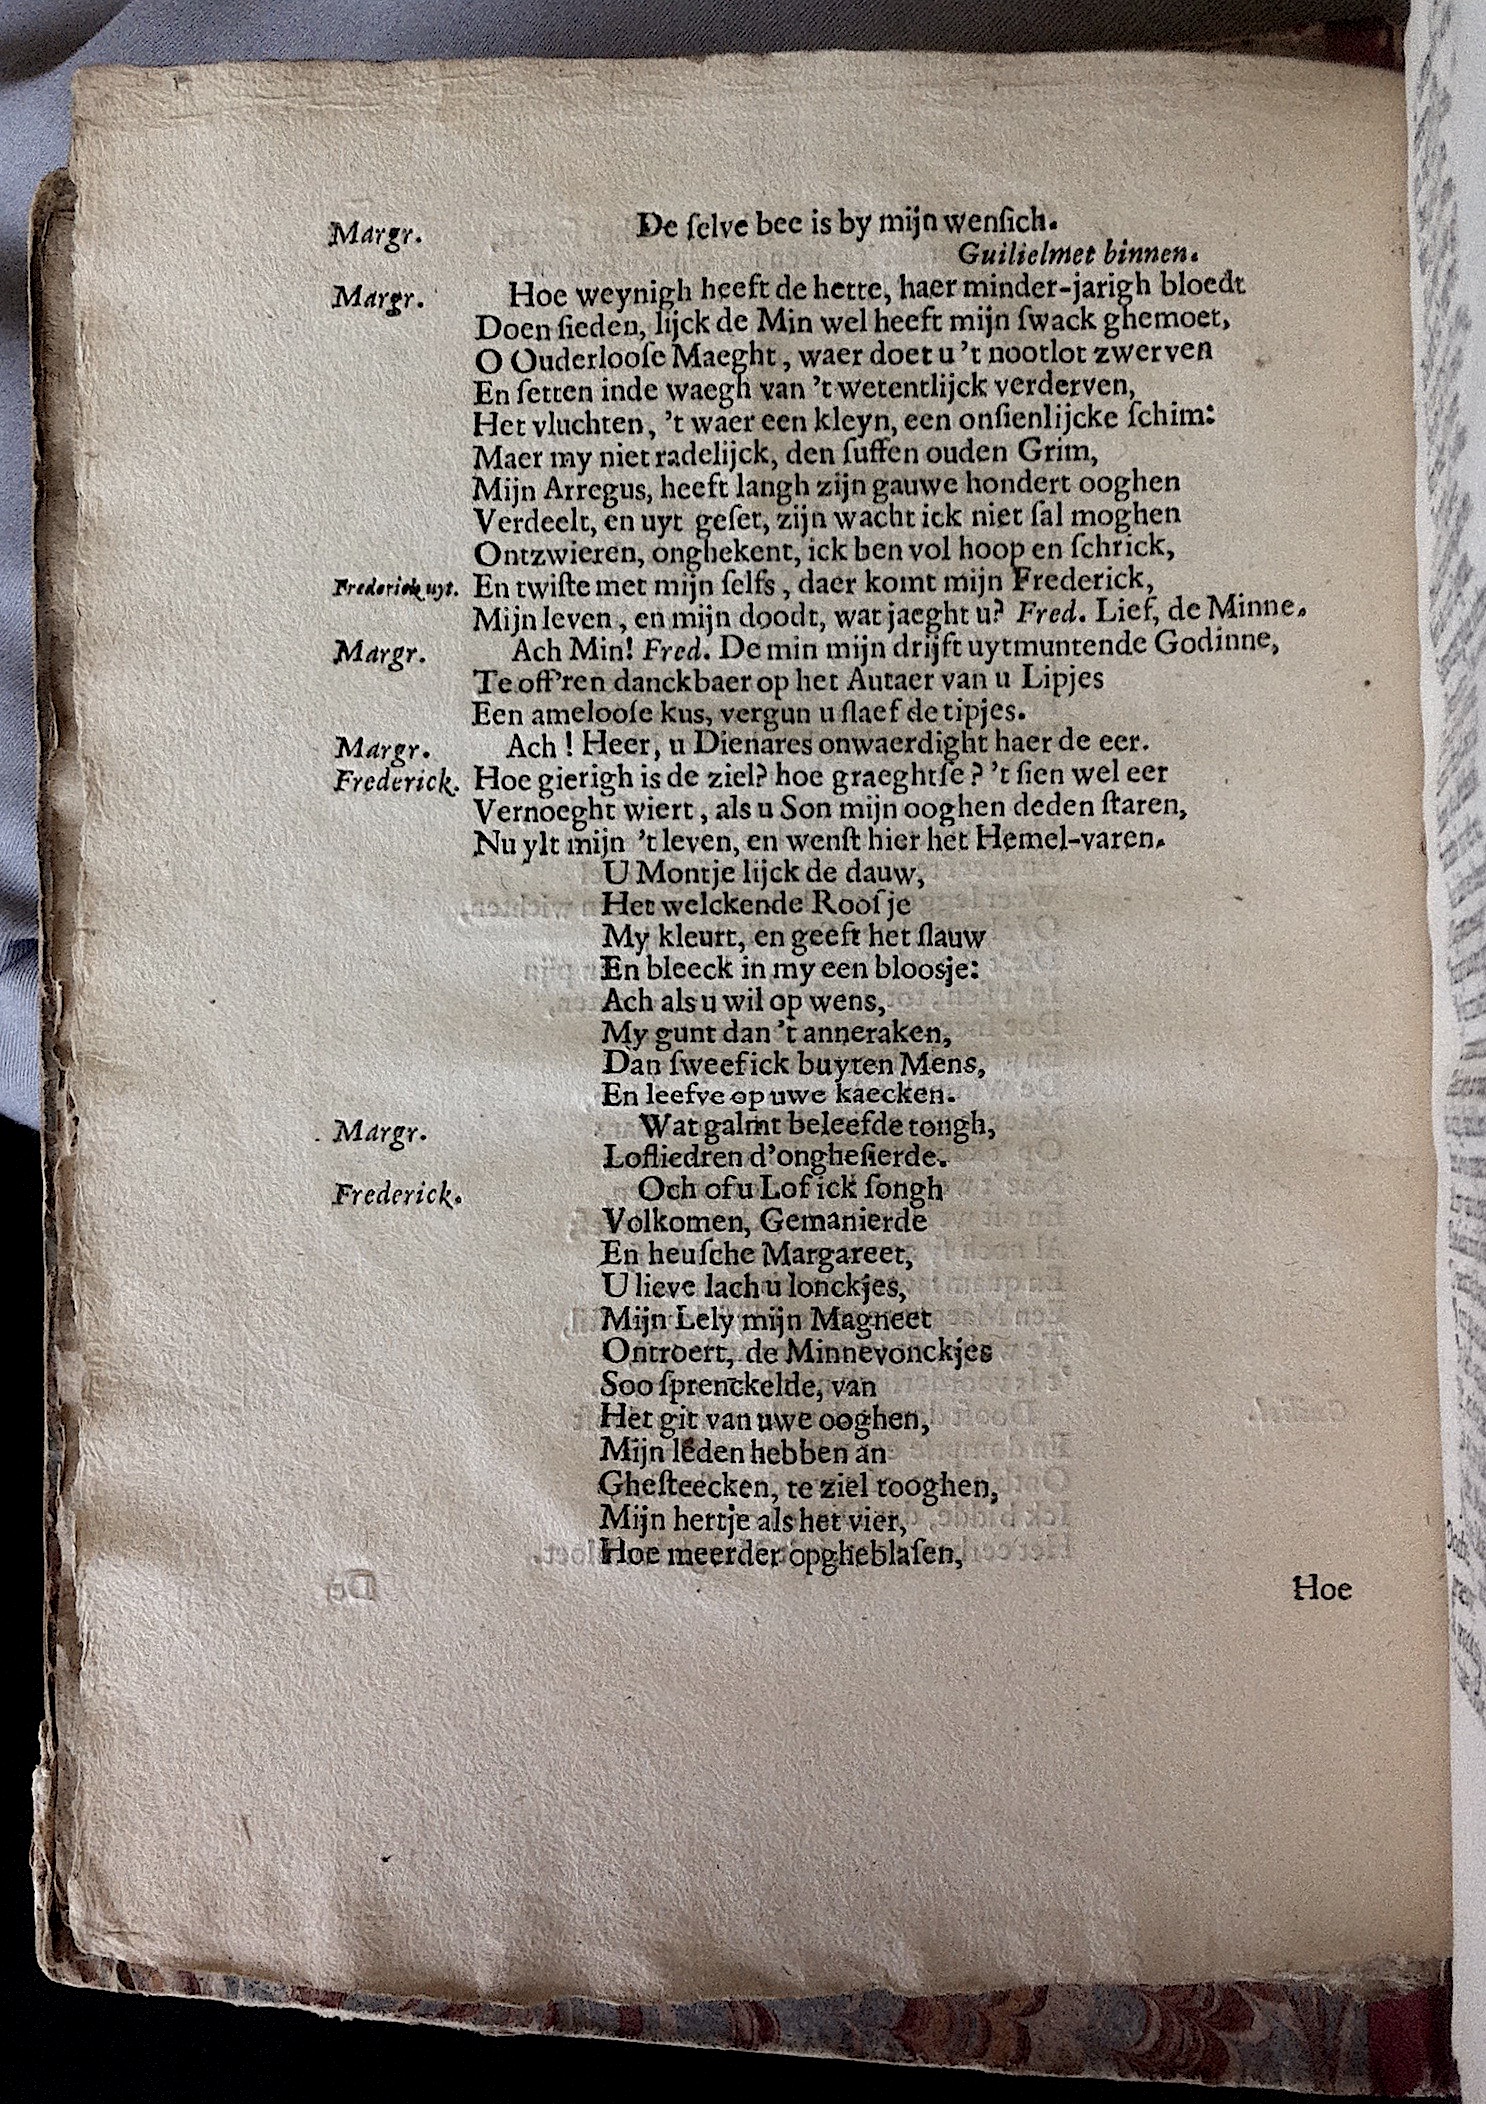 Margr. De ſelve bee is by mijn wenſich.
Guilielmet binnen.
Margr. Hoe weynigh heeft de hette, haer minder-jarigh bloedt
Doen ſieden, lijck de Min wel heeft mijn ſwack ghemoet,
O Ouderlooſe Maeght, waer doet u 't nootlot zwerven
En ſetten inde waegh van 't wetentlijck verderven,
Het vluchten, 't waer een kleyn, een onſienlijcke ſchim:
Maer my niet radelijck, den ſuffen ouden Grim,
Mijn Arregus, heeft langh zijn gauwe hondert ooghen
Verdeelt, en uyt geſet, zijn wacht ick niet ſal moghen
Ontzwieren, onghekent, ick ben vol hoop en ſchrick,
Frederick uyt. En twiſte met mijn ſelfs, daer komt mijn Frederick,
Mijn leven, en mijn doodt, wat jaeght u? Fred. Lief, de Minne.
Margr. Ach Min! Fred. De min mijn drijft uytmuntende Godinne,
Te off'ren danckbaer op het Autaer van u Lipjes
Een amelooſe kus, vergun u ſlaef de tipjes.
Margr. Ach! Heer, u Dienares onwaerdight haer de eer.
Frederick. Hoe gierigh is de ziel? hoe graeghtſe? 't ſien wel eer
Vernoeght wiert, als u Son mijn ooghen deden ſtaren,
Nu ylt mijn 't leven, en wenſt hier het Hemel-varen.
U Montje lijck de dauw,
Het welckende Rooſje
My kleurt, en geeft het ſlauw
En bleeck in my een bloosje:
Ach als u wil op wens,
My gunt dan 't anneraken,
Dan ſweef ick buyten Mens,
En leefve op uwe kaecken.
Margr. Wat galmt beleefde tongh,
Lofliedren d'ongheſierde.
Frederick. Och of u Lof ick ſongh
Volkomen, Gemanierde
En heuſche Margareet,
U lieve lach u lonckjes,
Mijn Lely mijn Magneet
Ontroert, de Minnevonckjes
Soo ſprenckelde, van
Het git van uwe ooghen,
Mijn leden hebben an
Gheſteecken, te ziel tooghen,
Mijn hertje als het vier,
Hoe meerder opgheblaſen,
Hoe